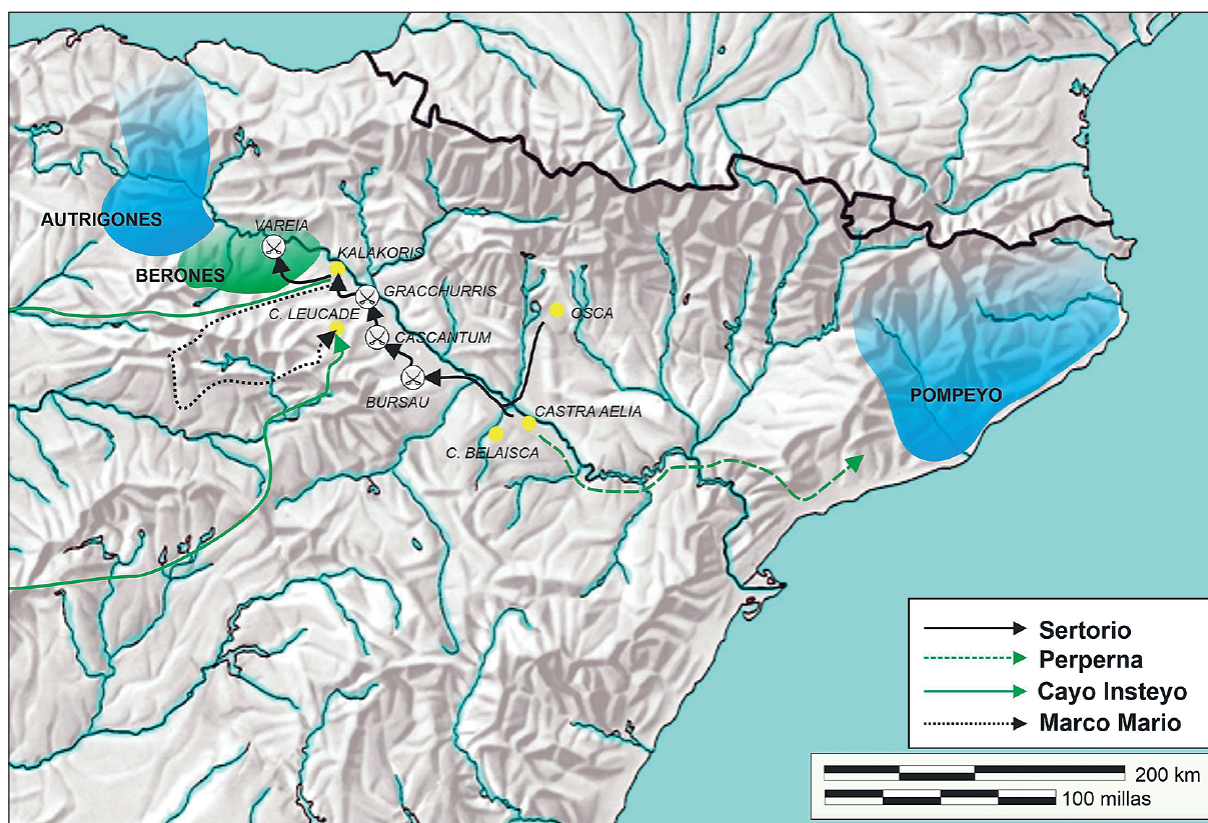 AUTRIGONES
VAREIA
BERONES
KALAKORIS
GRACCHURRIS
C. LEUCADE
OSCA
CASCANTUM
BURSAU
POMPEYO
CASTRA AELIA
C. BELAISCA
Sertorio
Perperna
Cayo Insteyo
Marco Mario
200 km
100 millas